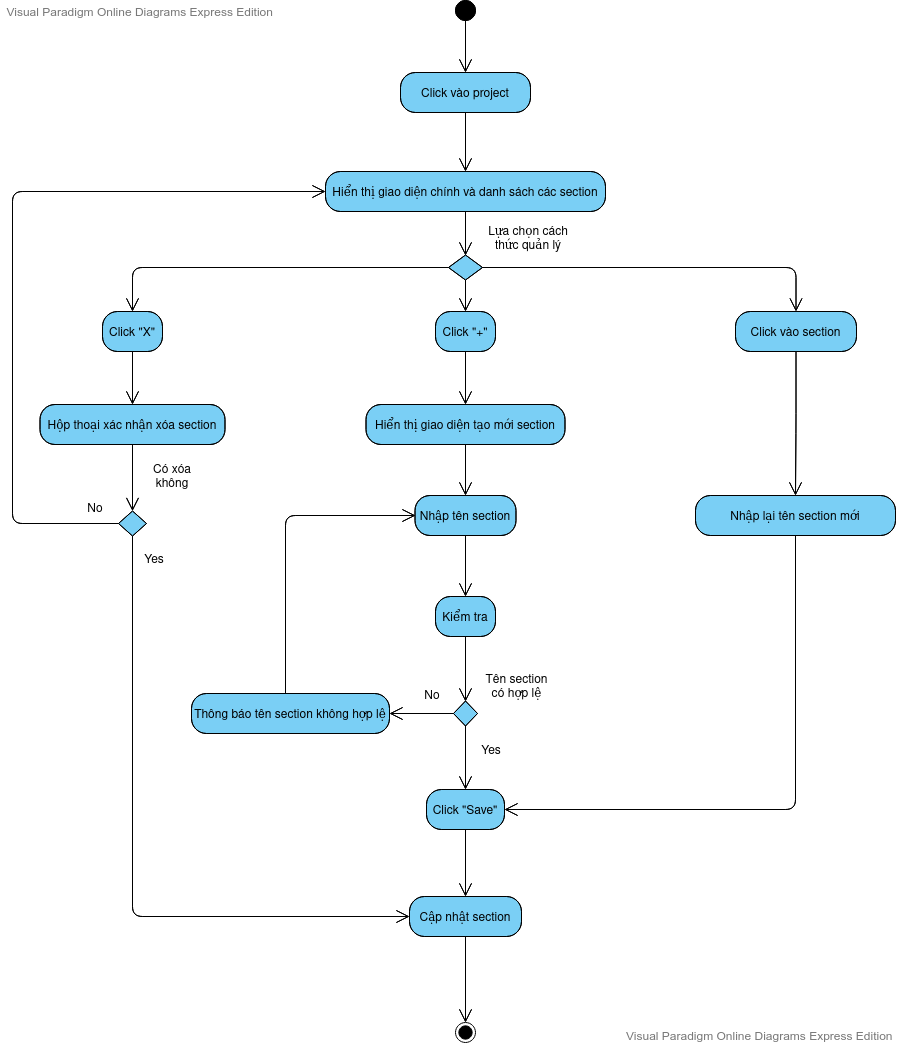 Visual Paradigm Online Diagrams Express Edition
Click vào project
Hiển thị giao diện chính và danh sách các section
Lựa chọn cách
thức quản lý
Click "X"
Click "+"
Click vào section
Hộp thoại xác nhận xóa section
Hiển thị giao diện tạo mới section
Có xóa
không
No
Yes
Nhập tên section
Nhập lại tên section mới
Kiểm tra
Tên section
có hợp lệ
No
Thông báo tên section không hợp lệ
Yes
Click "Save"
Cập nhật section
Visual Paradigm Online Diagrams Express Edition